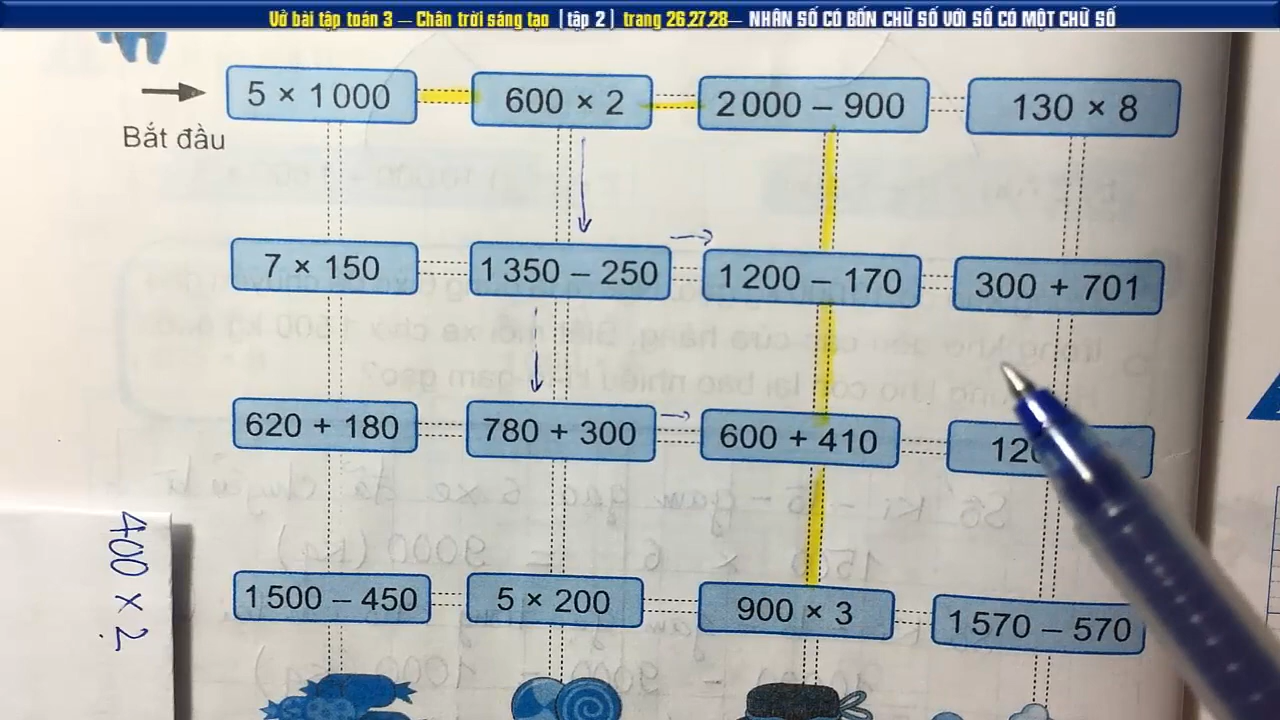 Vở bài tập toán 3 – Chân trời sáng tạo (tập 2) trang 26.27.28– NHÂN SỐ CÓ BỐN CHỮ SỐ VỚI SỐ CÓ MỘT CHỮ SỐ
5 × 1 000 600 × 2 2 000 – 900 130 × 8
Bắt đầu
7 × 150 1 350 – 250 1 200 – 170 300 + 701
620 + 180 780 + 300 600 + 410
1 500 – 450 5 × 200 900 × 3 1 570 – 570
400 × 2